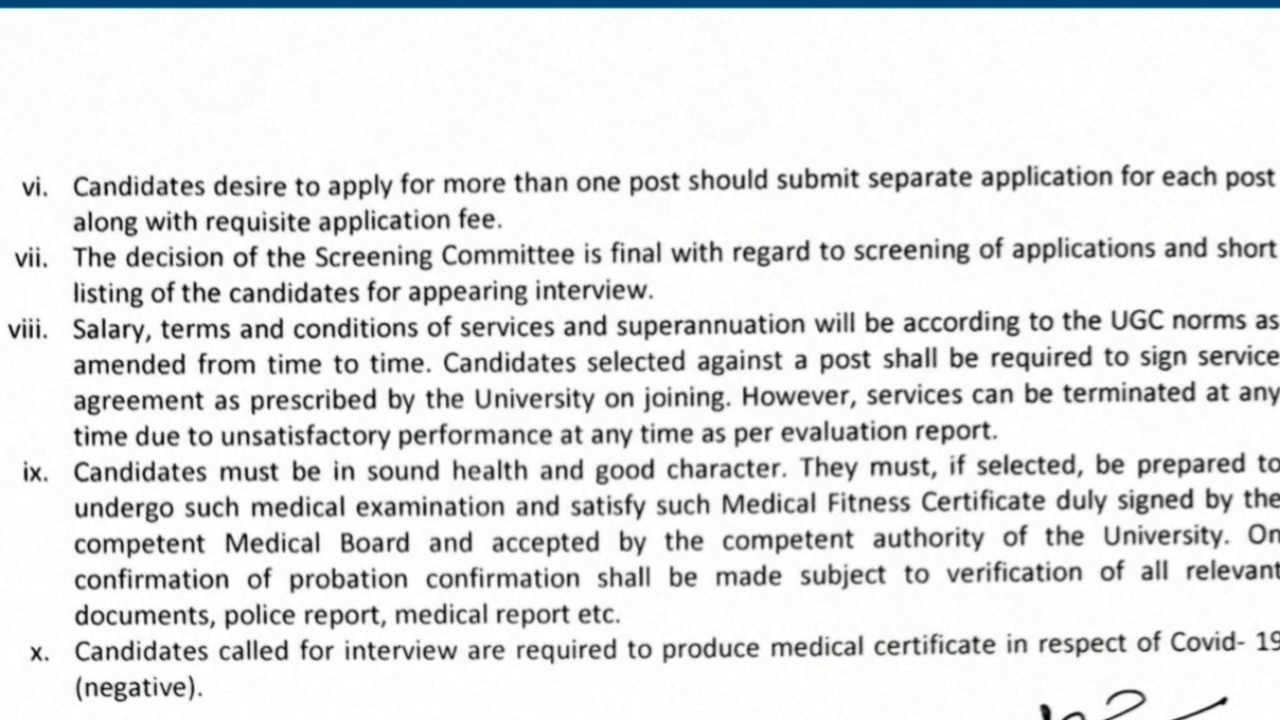 vi. Candidates desire to apply for more than one post should submit separate application for each post
along with requisite application fee.
vii. The decision of the Screening Committee is final with regard to screening of applications and short
listing of the candidates for appearing interview.
viii. Salary, terms and conditions of services and superannuation will be according to the UGC norms as
amended from time to time. Candidates selected against a post shall be required to sign service
agreement as prescribed by the University on joining. However, services can be terminated at any
time due to unsatisfactory performance at any time as per evaluation report.
ix. Candidates must be in sound health and good character. They must, if selected, be prepared to
undergo such medical examination and satisfy such Medical Fitness Certificate duly signed by the
competent Medical Board and accepted by the competent authority of the University. On
confirmation of probation confirmation shall be made subject to verification of all relevant
documents, police report, medical report etc.
x. Candidates called for interview are required to produce medical certificate in respect of Covid- 19
(negative).